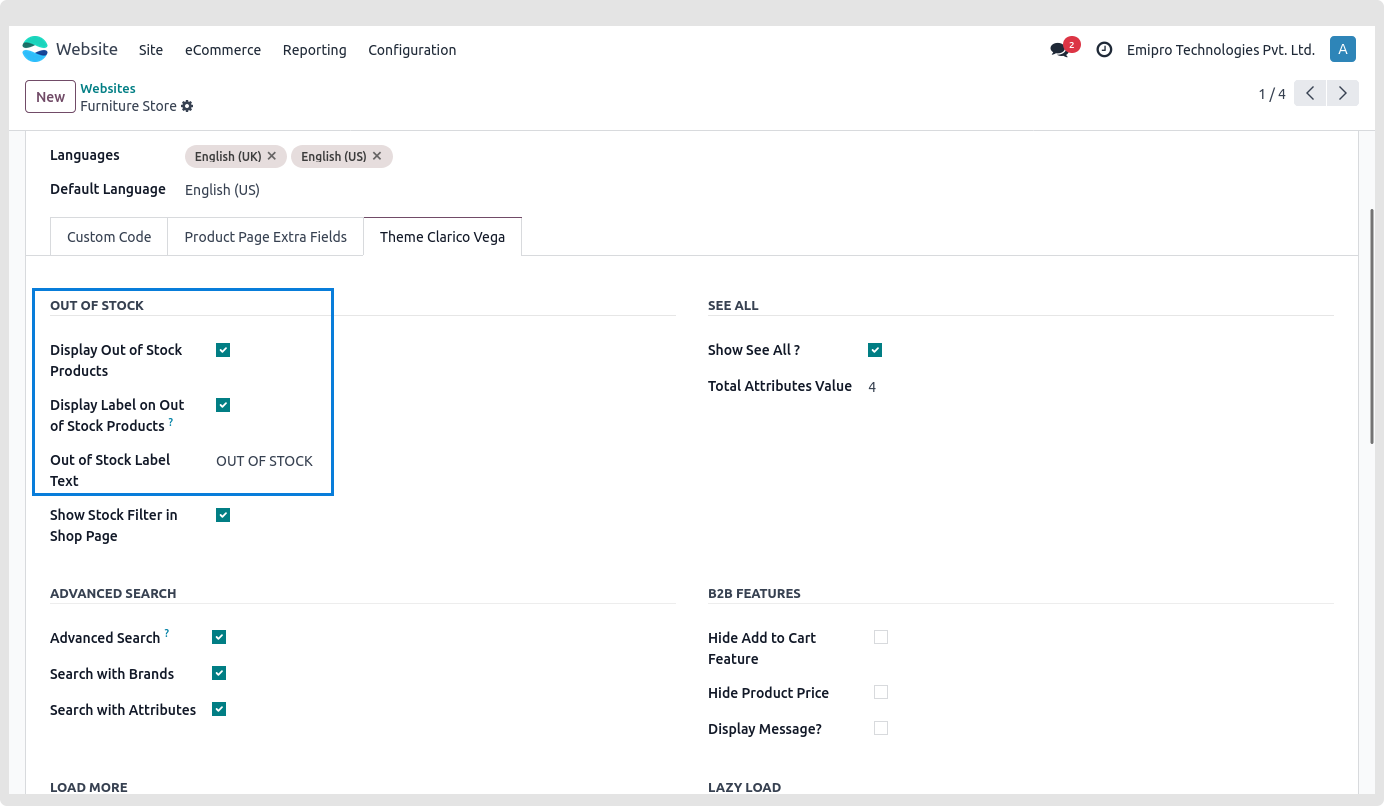 Website Site eCommerce Reporting Configuration 2 Emipro Technologies Pvt. Ltd. A
New
Websites
Furniture Store
1 / 4
Languages English (UK) × English (US) ×
Default Language English (US)
Custom Code Product Page Extra Fields Theme Clarico Vega
OUT OF STOCK
Display Out of Stock
Products
Display Label on Out
of Stock Products ?
Out of Stock Label
Text
OUT OF STOCK
Show Stock Filter in
Shop Page
SEE ALL
Show See All ?
Total Attributes Value 4
ADVANCED SEARCH
Advanced Search ?
Search with Brands
Search with Attributes
B2B FEATURES
Hide Add to Cart
Feature
Hide Product Price
Display Message?
LOAD MORE
LAZY LOAD